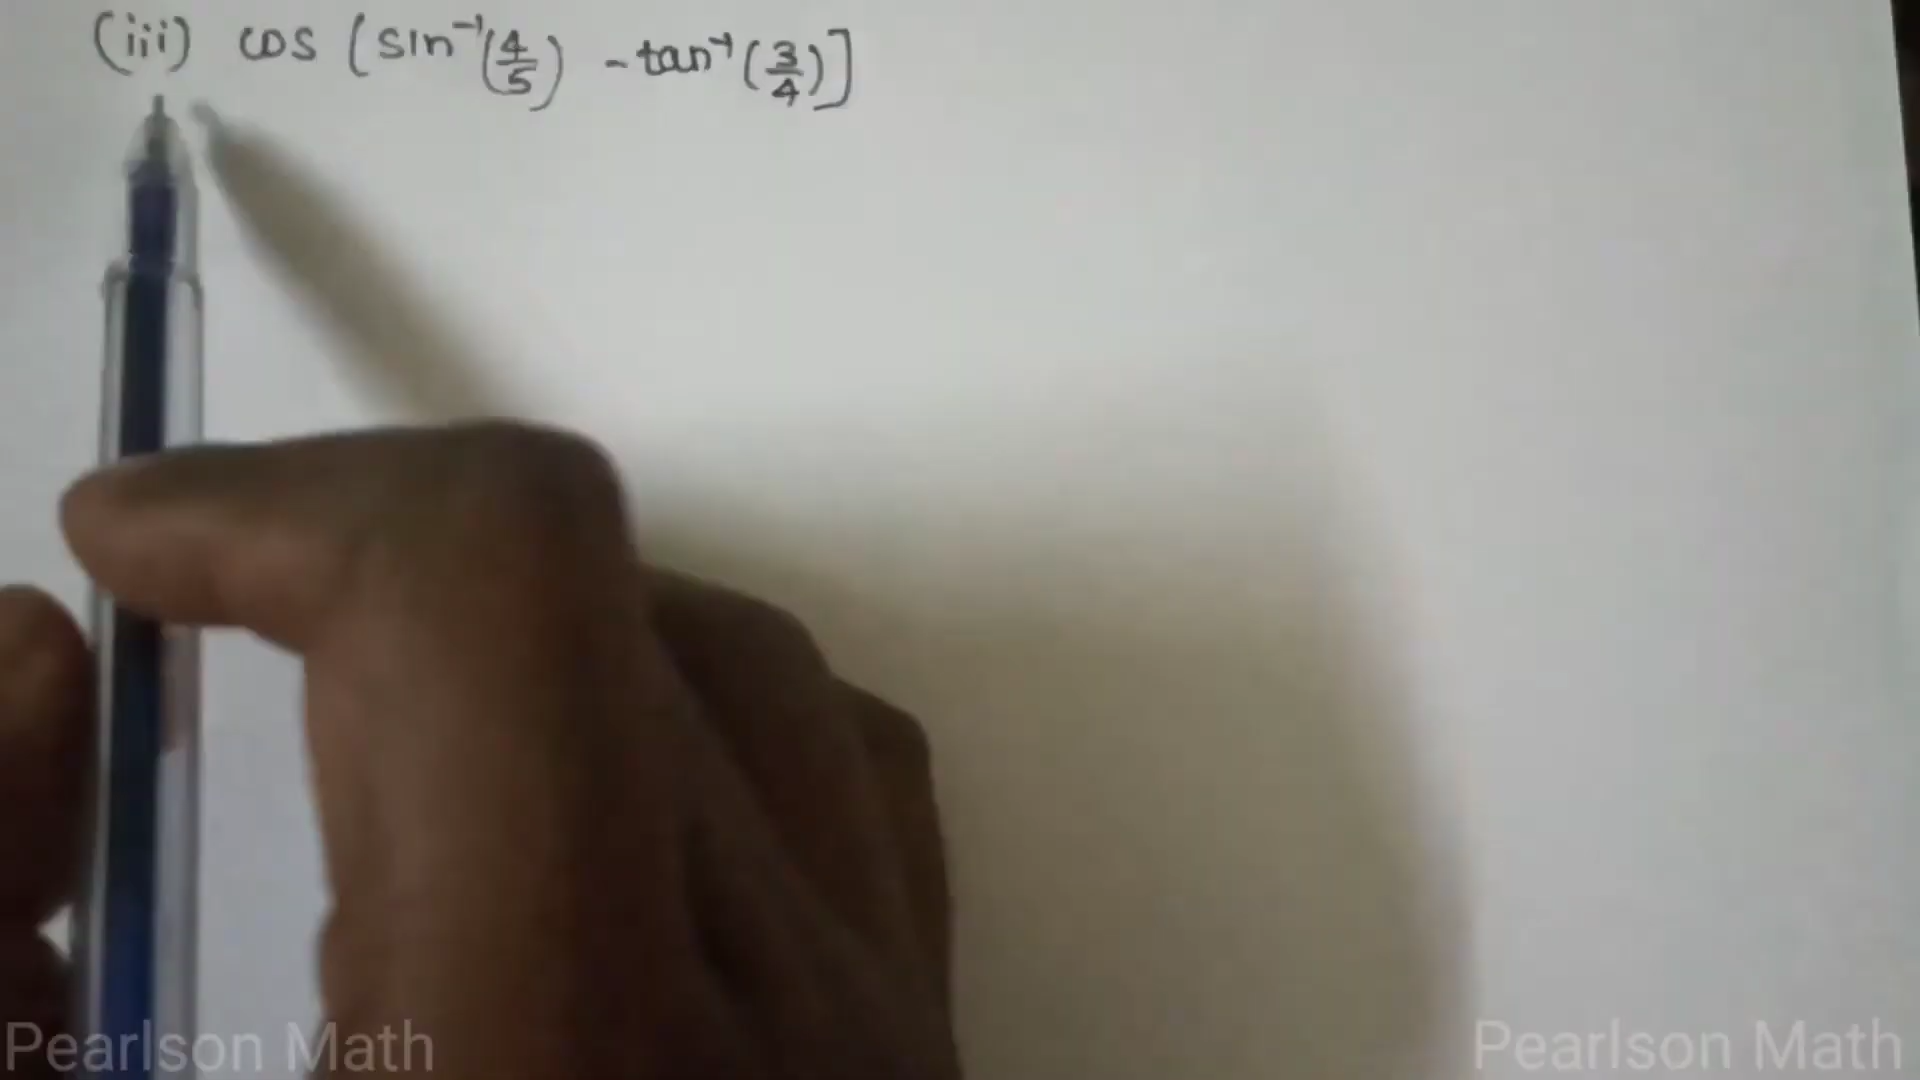 (iii) cos (sin⁻¹(4/5) - tan⁻¹(3/4)]
Pearlson Math
Pearlson Math